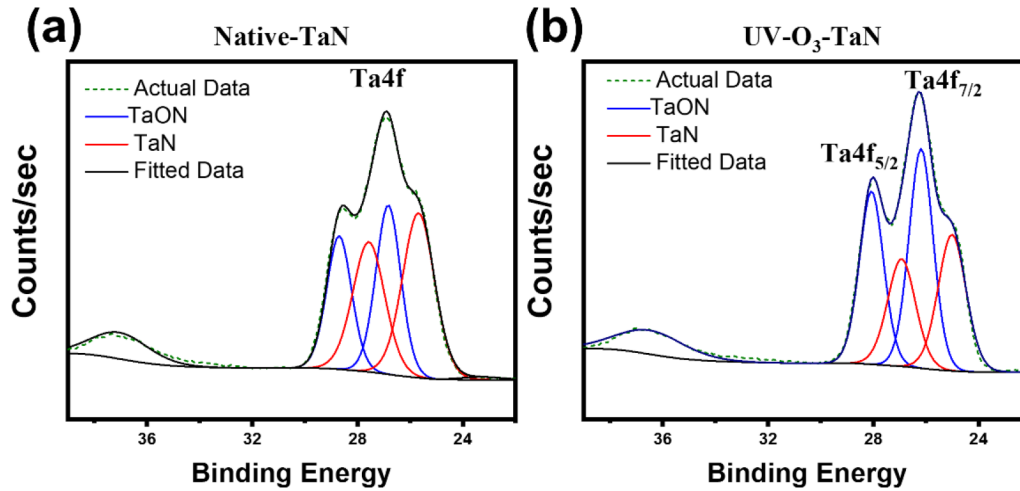 (a)
Native-TaN
Counts/sec
Actual Data
TaON
TaN
Fitted Data
Ta4f
36 32 28 24
Binding Energy
(b)
UV-O₃-TaN
Counts/sec
Actual Data
TaON
TaN
Fitted Data
Ta4f₇/₂
Ta4f₅/₂
36 32 28 24
Binding Energy